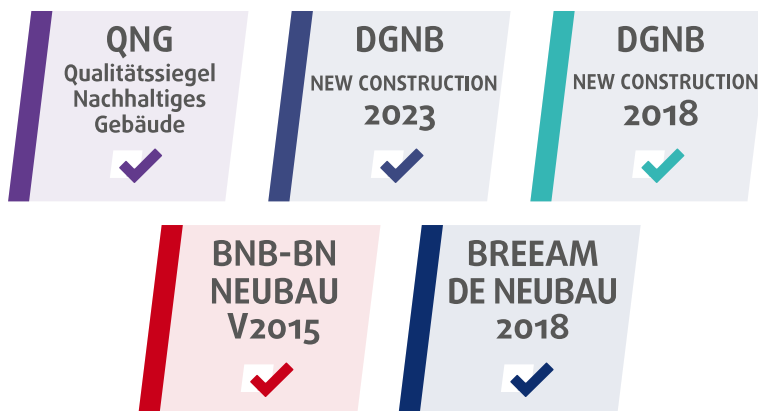 QNG
Qualitätssiegel
Nachhaltiges
Gebäude
DGNB
NEW CONSTRUCTION
2023
DGNB
NEW CONSTRUCTION
2018
BNB-BN
NEUBAU
V2015
BREEAM
DE NEUBAU
2018